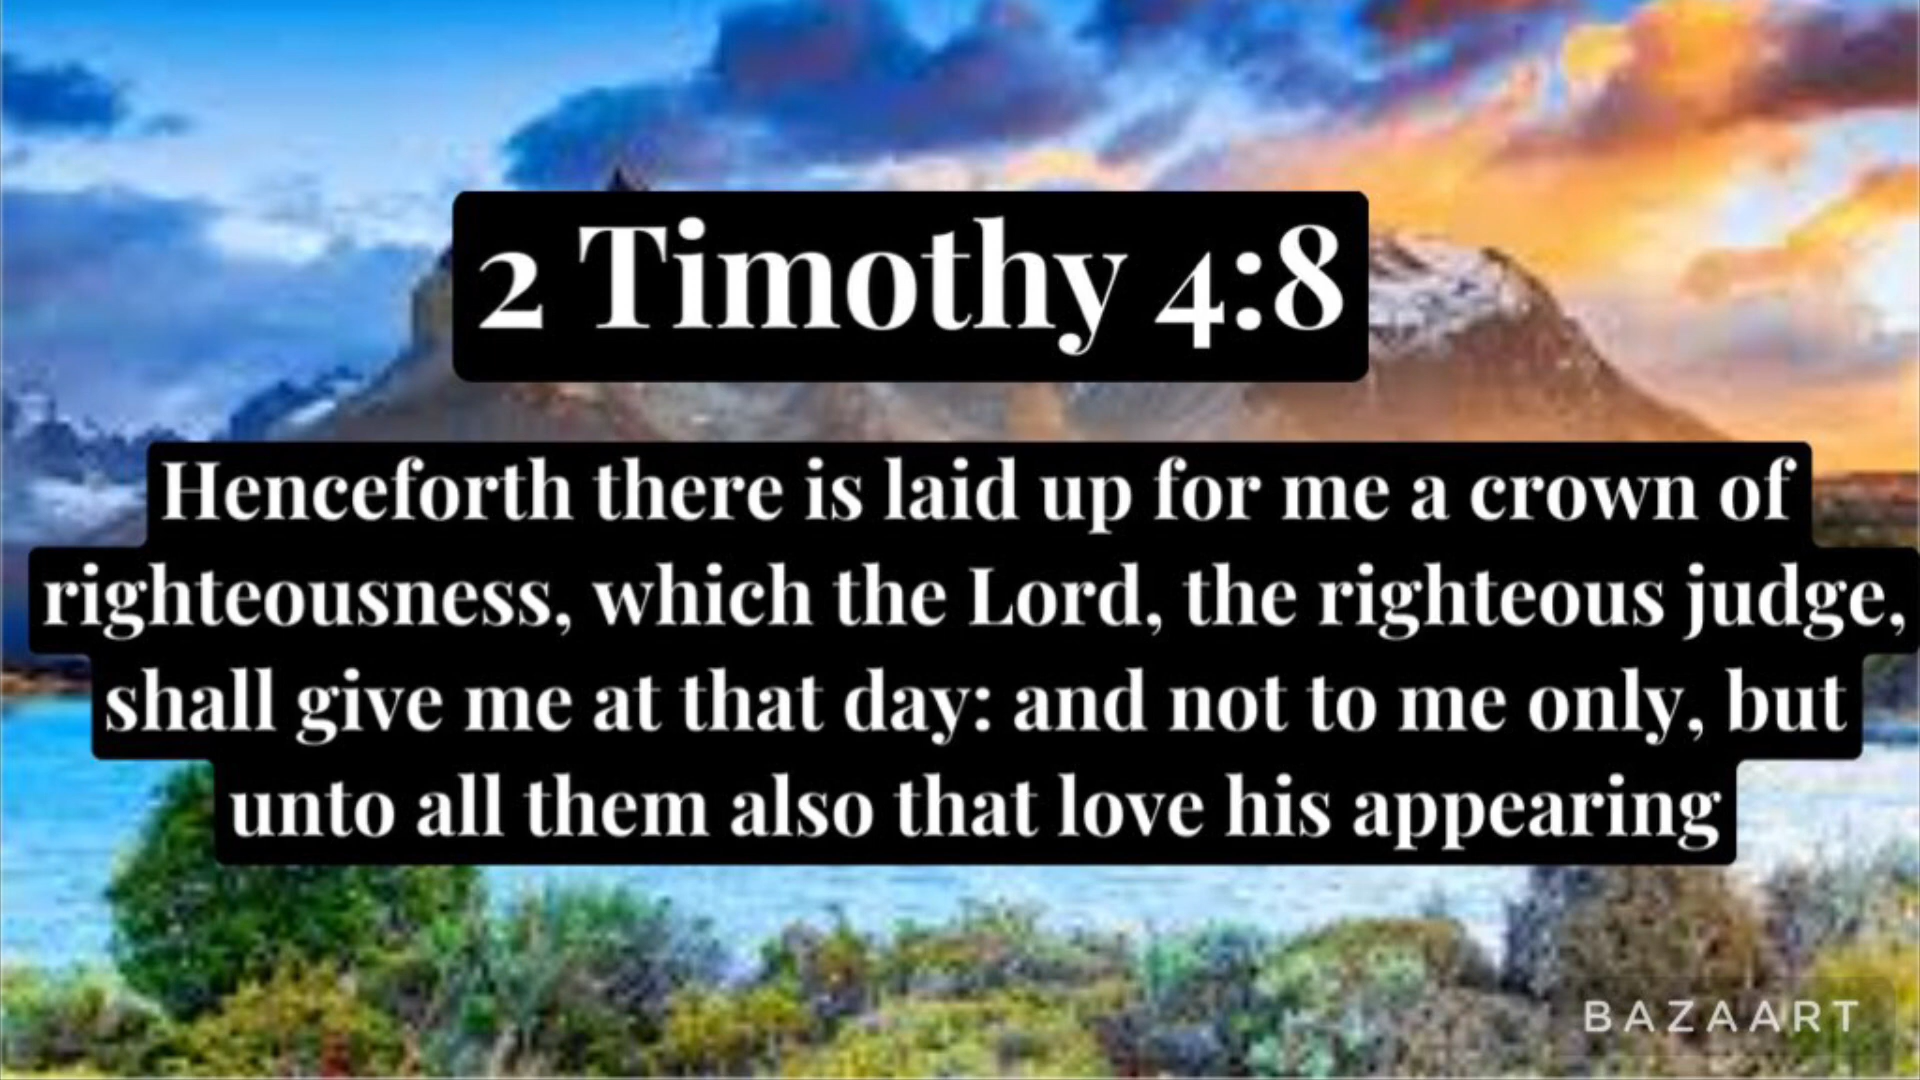 2 Timothy 4:8
Henceforth there is laid up for me a crown of
righteousness, which the Lord, the righteous judge,
shall give me at that day: and not to me only, but
unto all them also that love his appearing
BAZAART